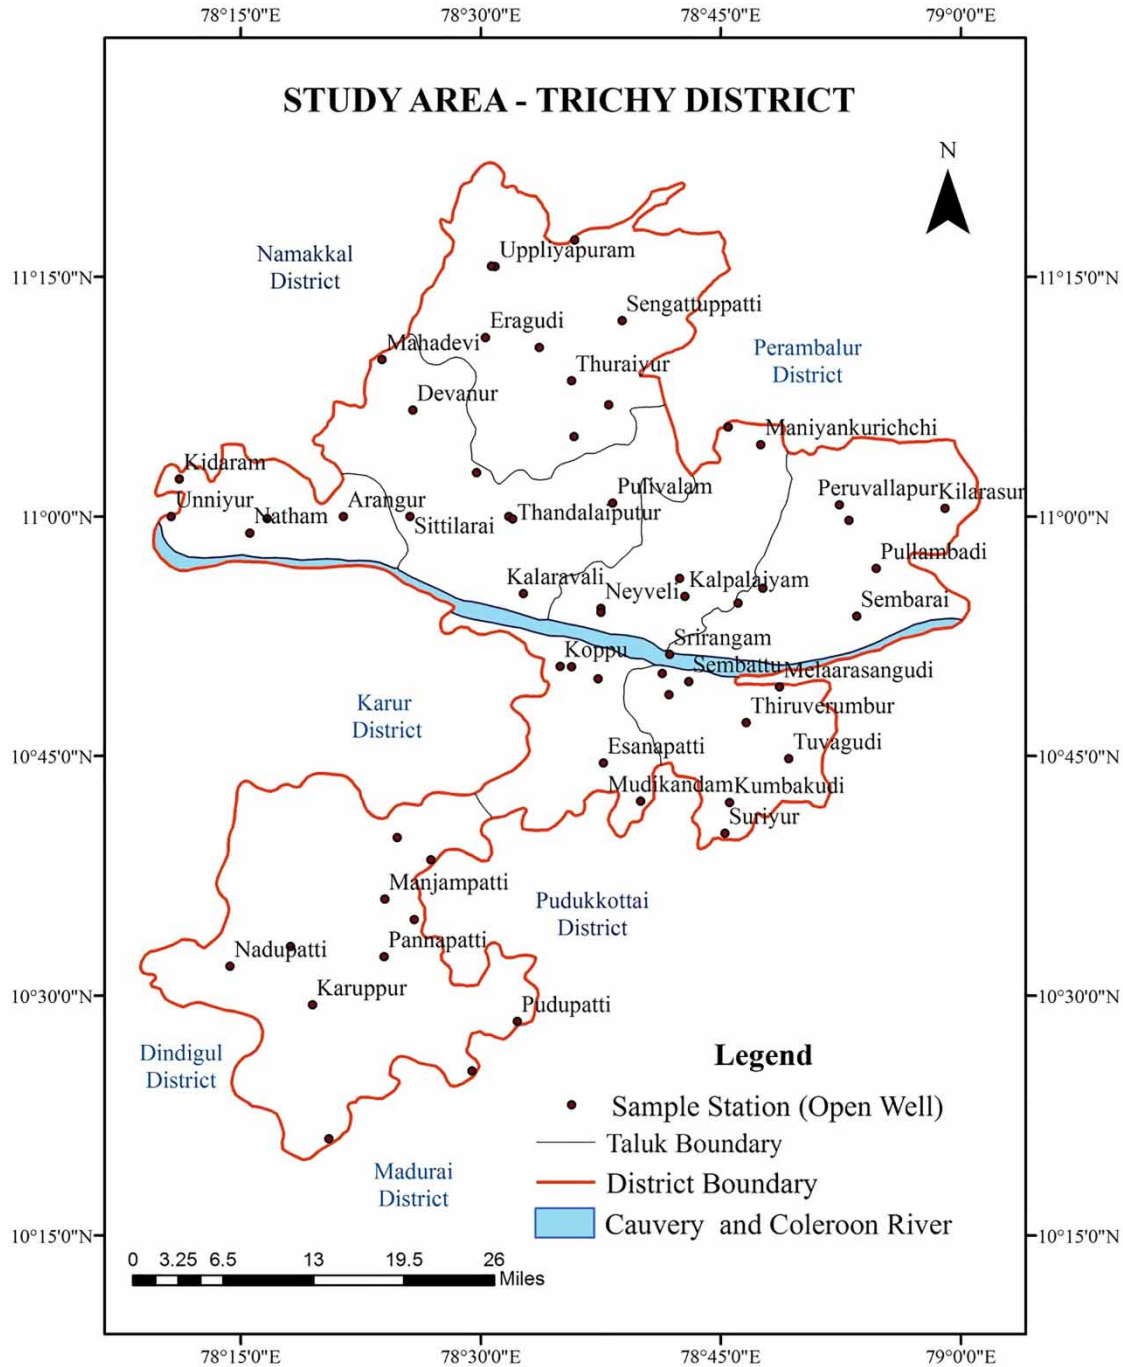 78°15'0"E 78°30'0"E 78°45'0"E 79°0'0"E
STUDY AREA - TRICHY DISTRICT
N
Namakkal
District
Uppliyapuram
11°15'0"N 11°15'0"N
Sengattuppatti
Eragudi
Mahadevi
Perambalur
District
Thuraiyur
Devanur
Maniyankurichchi
Kidaram
Pulivalam
Peruvallapur
Kilarasur
Unniyur
Arangur
11°0'0"N 11°0'0"N
Natham
Sittilarai
Thandalaiputur
Pullambadi
Kalaravali
Kalpalaiyam
Neyveli
Sembarai
Srirangam
Koppu
Sembattu
Melaarasangudi
Karur
District
Thiruverumbur
Esanapatti
Tuvagudi
10°45'0"N 10°45'0"N
Mudikandam
Kumbakudi
Suriyur
Manjampatti
Pudukkottai
District
Pannapatti
Nadupatti
Karuppur
10°30'0"N 10°30'0"N
Pudupatti
Dindigul
District
Legend
Sample Station (Open Well)
Taluk Boundary
Madurai
District
District Boundary
Cauvery and Coleroon River
10°15'0"N 10°15'0"N
0 3.25 6.5 13 19.5 26
Miles
78°15'0"E 78°30'0"E 78°45'0"E 79°0'0"E